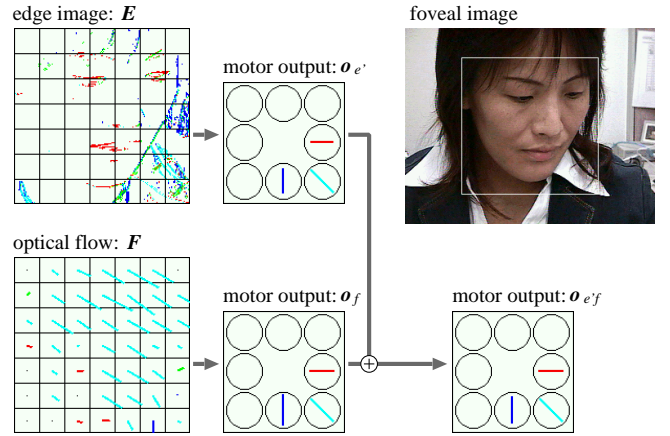 edge image: E
foveal image
motor output: o e'
optical flow: F
motor output: o f
motor output: o e'f